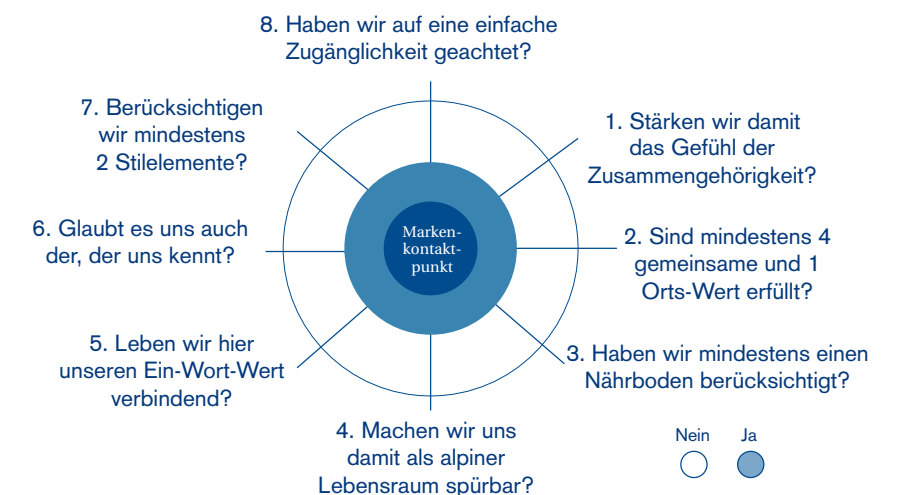 8. Haben wir auf eine einfache
Zugänglichkeit geachtet?
7. Berücksichtigen
wir mindestens
2 Stilelemente?
1. Stärken wir damit
das Gefühl der
Zusammengehörigkeit?
6. Glaubt es uns auch
der, der uns kennt?
Marken-
kontakt-
punkt
2. Sind mindestens 4
gemeinsame und 1
Orts-Wert erfüllt?
5. Leben wir hier
unseren Ein-Wort-Wert
verbindend?
3. Haben wir mindestens einen
Nährboden berücksichtigt?
4. Machen wir uns
damit als alpiner
Lebensraum spürbar?
Nein Ja